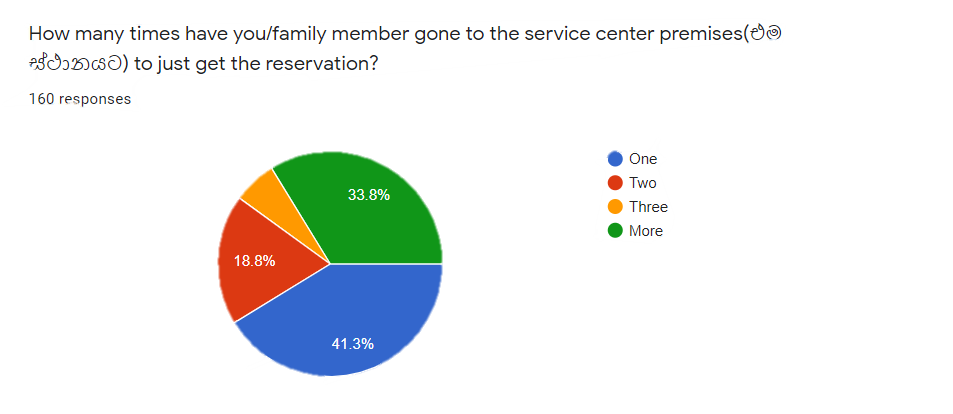 How many times have you/family member gone to the service center premises(එම
ස්ථානයට) to just get the reservation?
160 responses
33.8%
18.8%
41.3%
One
Two
Three
More